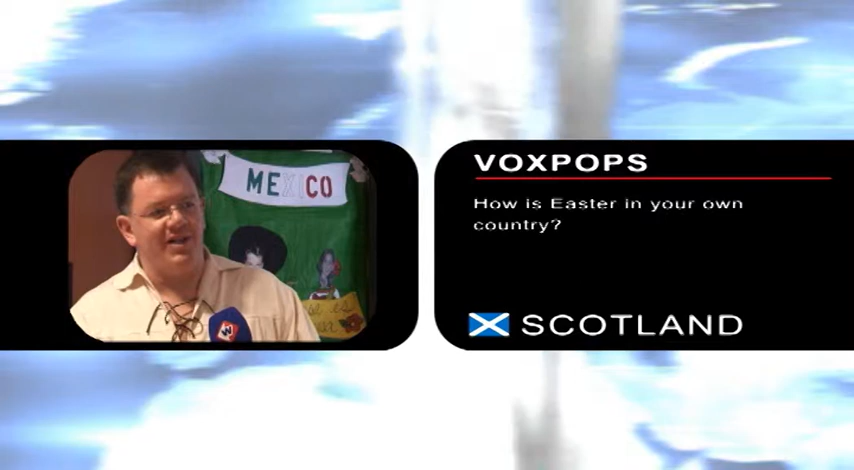 MEXICO
VOXPOPS
How is Easter in your own
country?
SCOTLAND